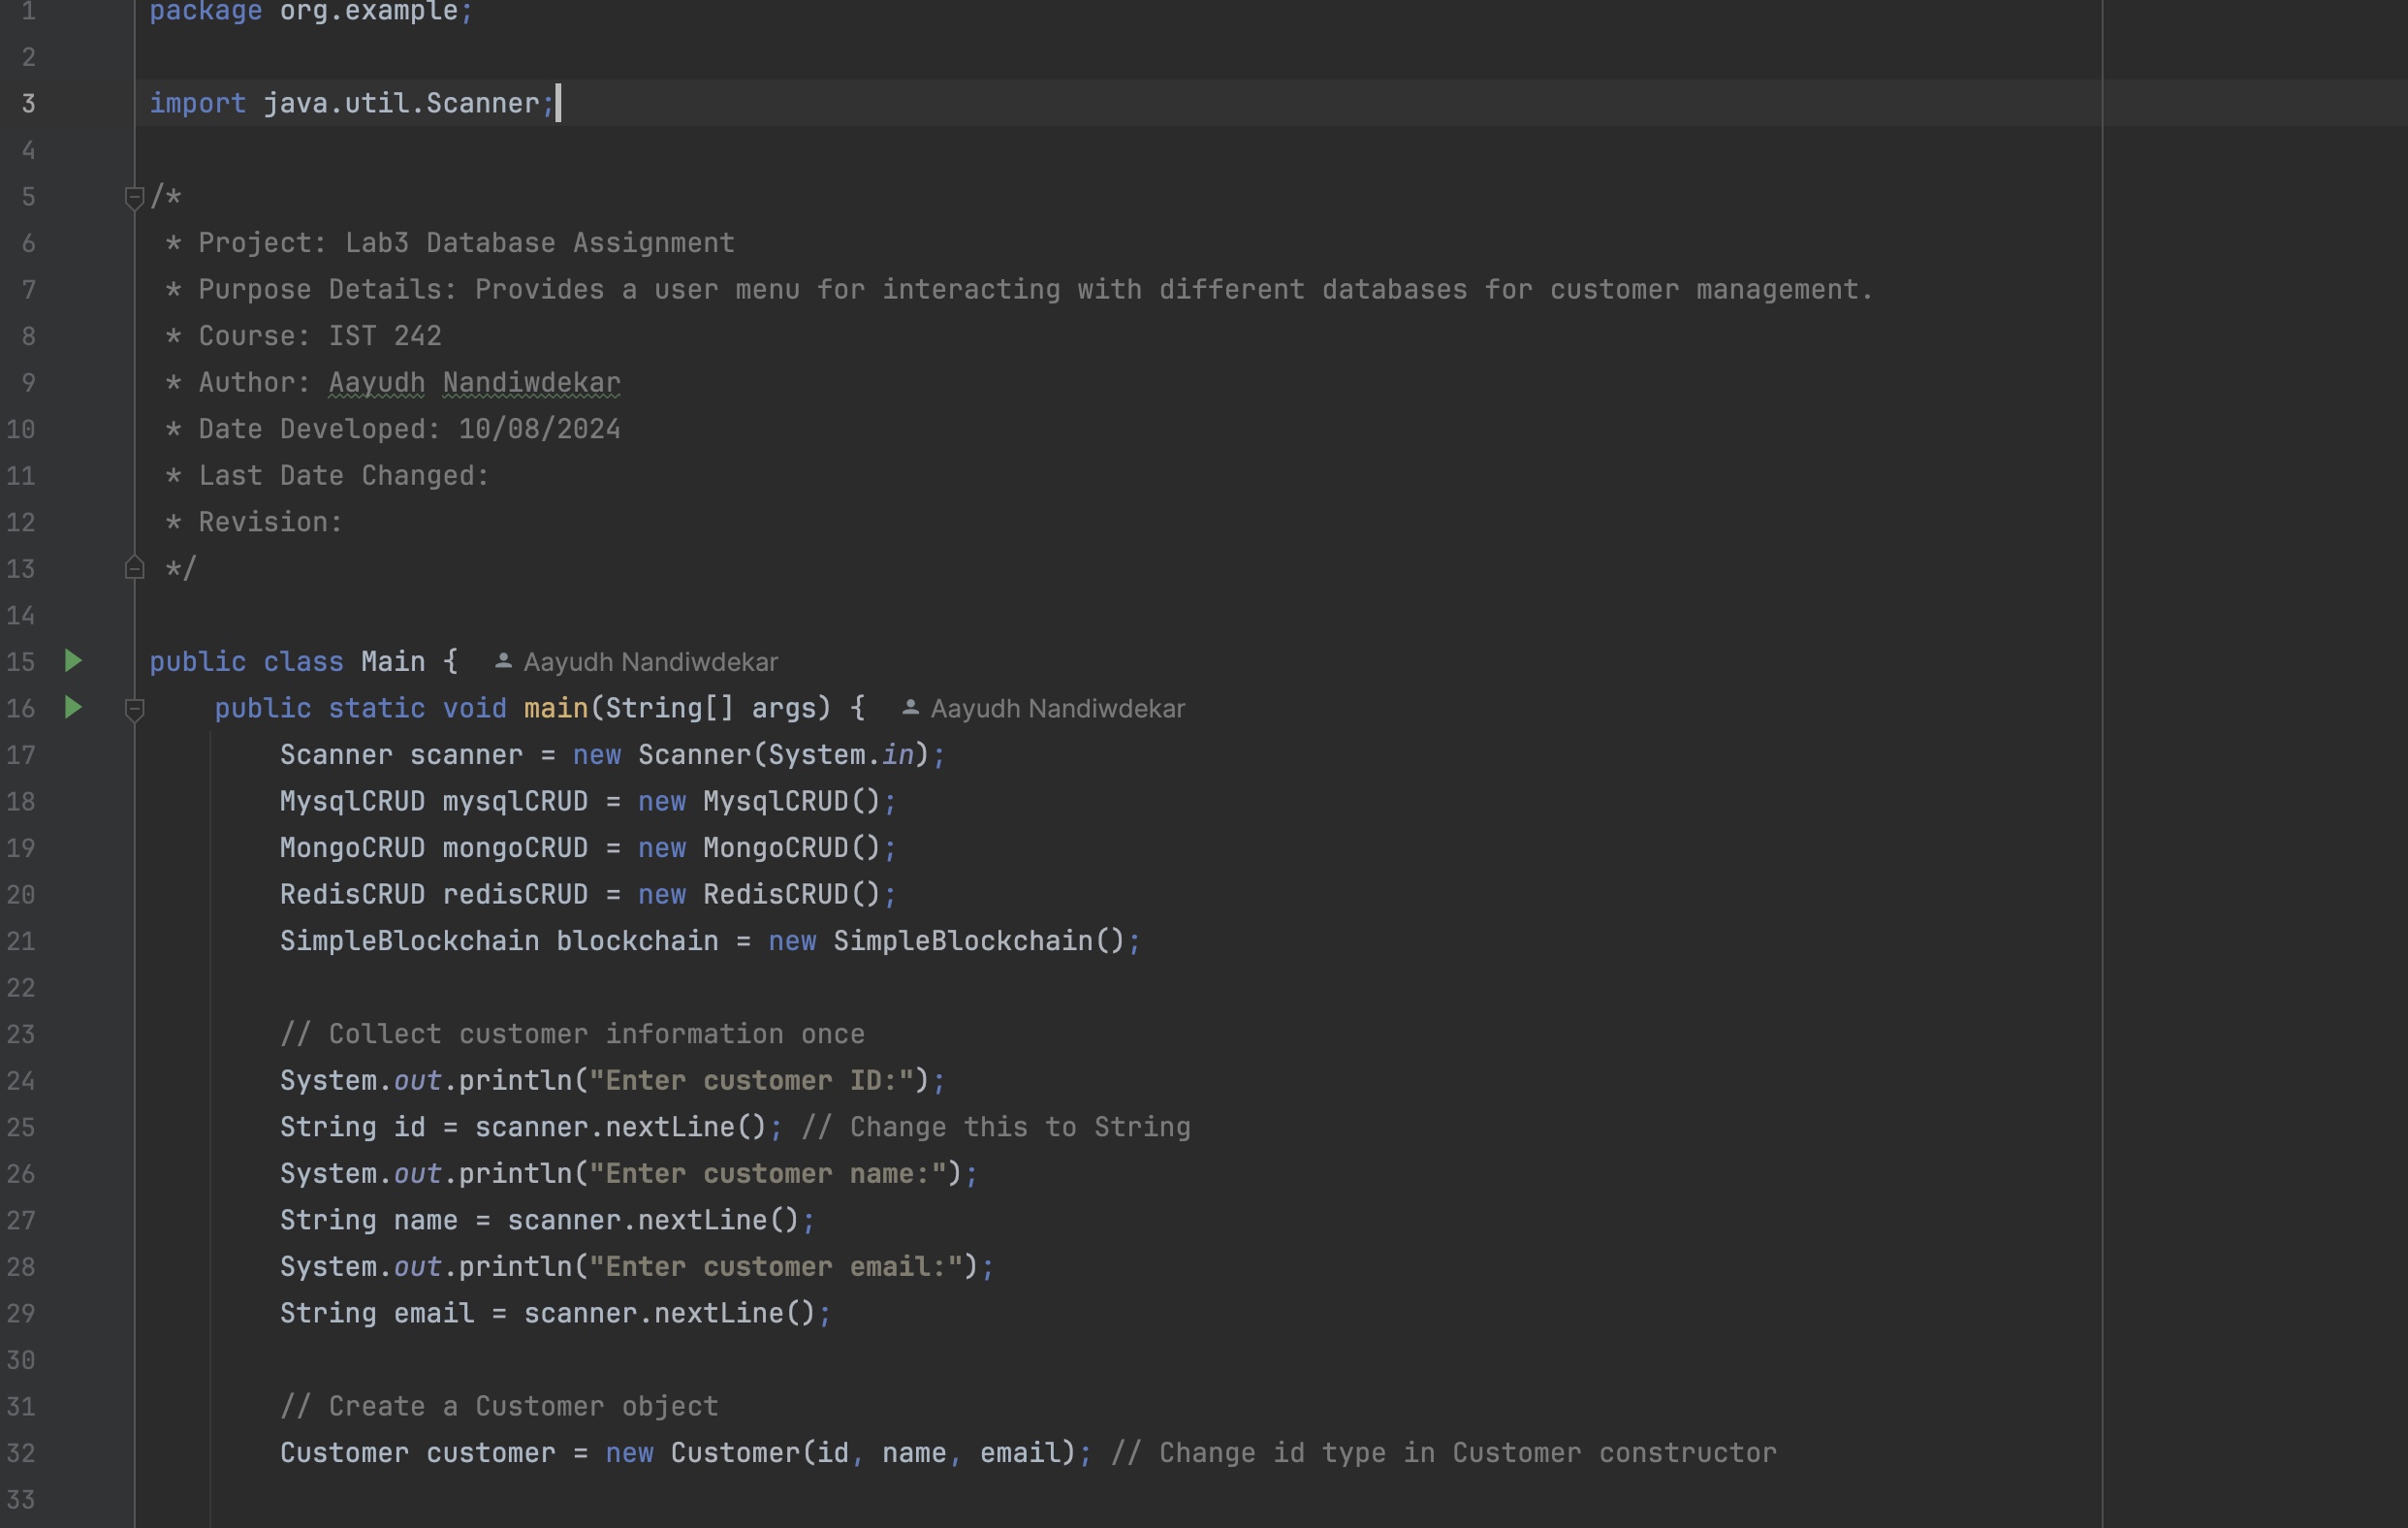 1 package org.example;
2
3 import java.util.Scanner;
4
5 /*
6 * Project: Lab3 Database Assignment
7 * Purpose Details: Provides a user menu for interacting with different databases for customer management.
8 * Course: IST 242
9 * Author: Aayudh Nandiwdekar
10 * Date Developed: 10/08/2024
11 * Last Date Changed:
12 * Revision:
13 */
14
15 public class Main { Aayudh Nandiwdekar
16 public static void main(String[] args) { Aayudh Nandiwdekar
17 Scanner scanner = new Scanner(System.in);
18 MysqlCRUD mysqlCRUD = new MysqlCRUD();
19 MongoCRUD mongoCRUD = new MongoCRUD();
20 RedisCRUD redisCRUD = new RedisCRUD();
21 SimpleBlockchain blockchain = new SimpleBlockchain();
22
23 // Collect customer information once
24 System.out.println("Enter customer ID:");
25 String id = scanner.nextLine(); // Change this to String
26 System.out.println("Enter customer name:");
27 String name = scanner.nextLine();
28 System.out.println("Enter customer email:");
29 String email = scanner.nextLine();
30
31 // Create a Customer object
32 Customer customer = new Customer(id, name, email); // Change id type in Customer constructor
33